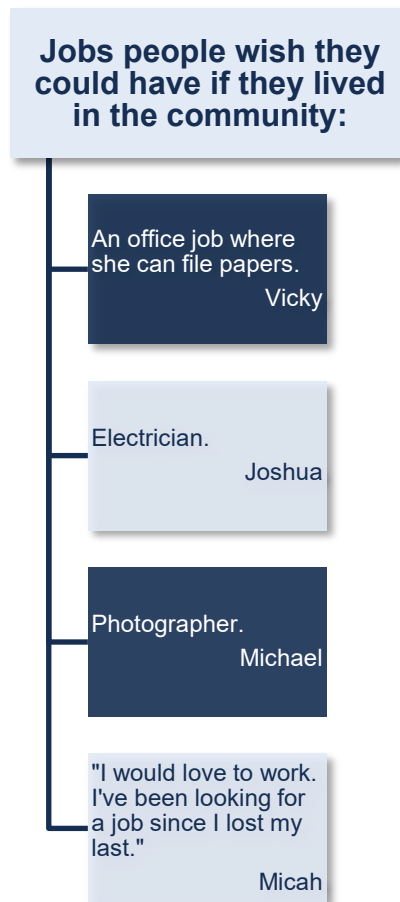 Jobs people wish they
could have if they lived
in the community:
An office job where
she can file papers.
Vicky
Electrician.
Joshua
Photographer.
Michael
"I would love to work.
I've been looking for
a job since I lost my
last."
Micah